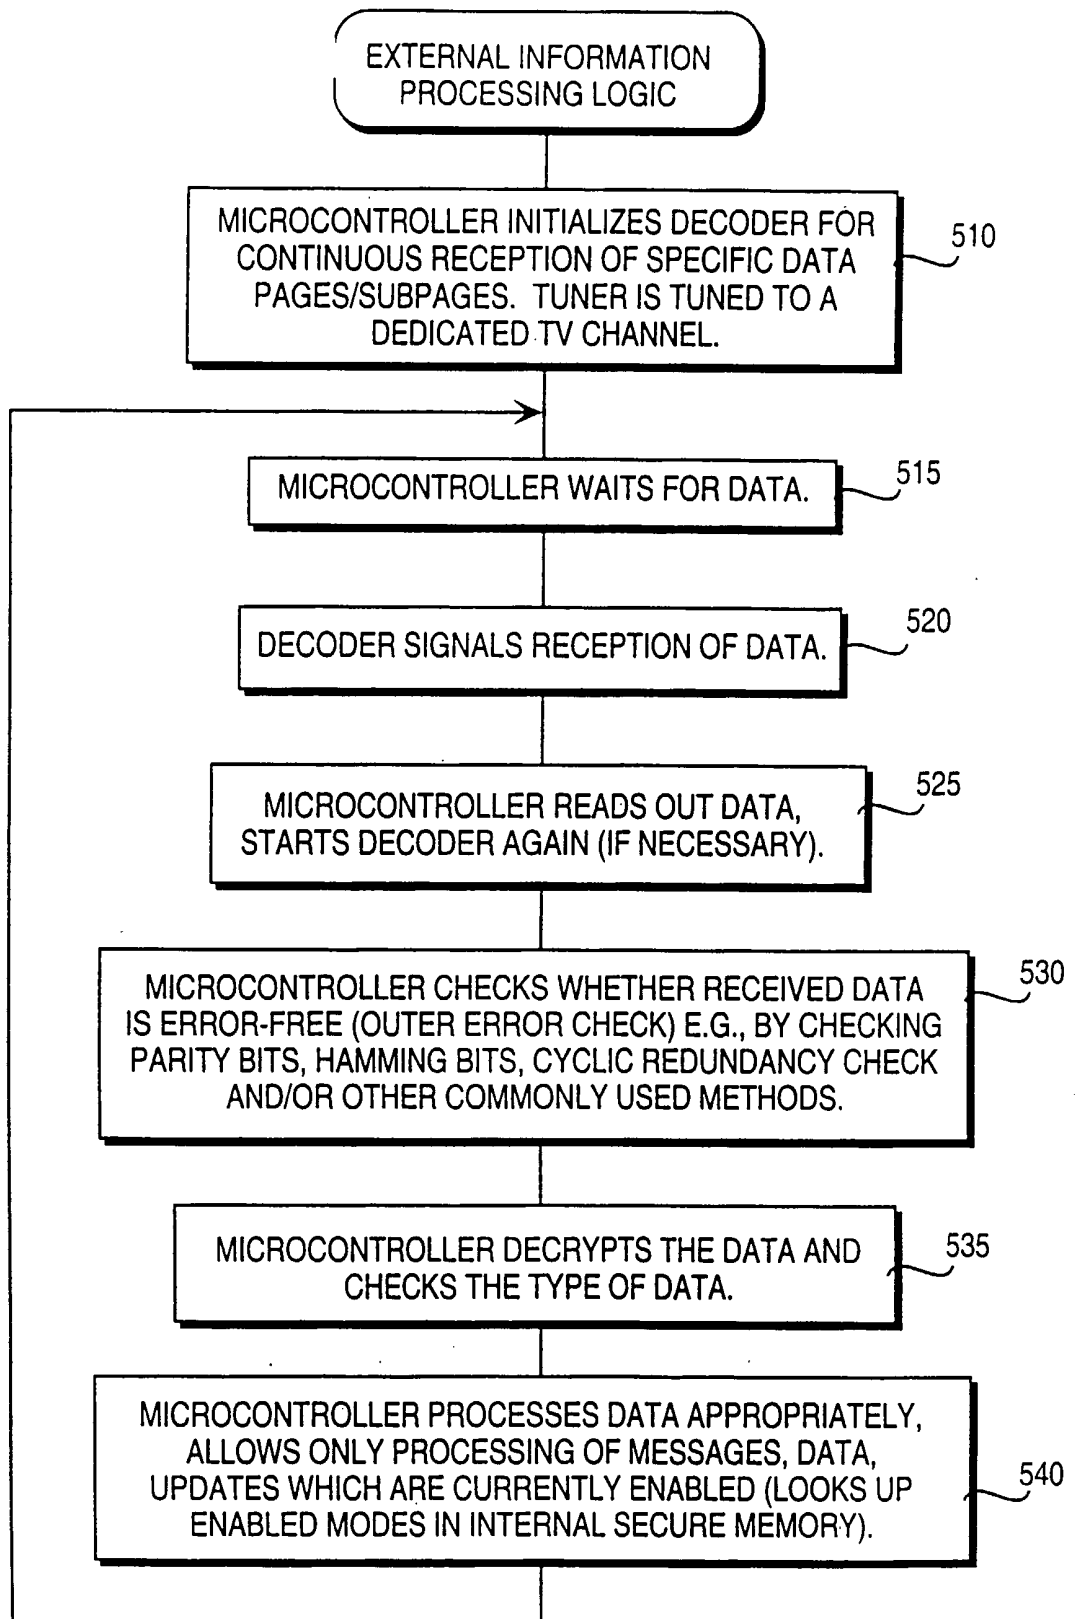 EXTERNAL INFORMATION
PROCESSING LOGIC
MICROCONTROLLER INITIALIZES DECODER FOR
CONTINUOUS RECEPTION OF SPECIFIC DATA
PAGES/SUBPAGES. TUNER IS TUNED TO A
DEDICATED TV CHANNEL.
510
MICROCONTROLLER WAITS FOR DATA.
515
DECODER SIGNALS RECEPTION OF DATA.
520
MICROCONTROLLER READS OUT DATA,
STARTS DECODER AGAIN (IF NECESSARY).
525
MICROCONTROLLER CHECKS WHETHER RECEIVED DATA
IS ERROR-FREE (OUTER ERROR CHECK) E.G., BY CHECKING
PARITY BITS, HAMMING BITS, CYCLIC REDUNDANCY CHECK
AND/OR OTHER COMMONLY USED METHODS.
530
MICROCONTROLLER DECRYPTS THE DATA AND
CHECKS THE TYPE OF DATA.
535
MICROCONTROLLER PROCESSES DATA APPROPRIATELY,
ALLOWS ONLY PROCESSING OF MESSAGES, DATA,
UPDATES WHICH ARE CURRENTLY ENABLED (LOOKS UP
ENABLED MODES IN INTERNAL SECURE MEMORY).
540